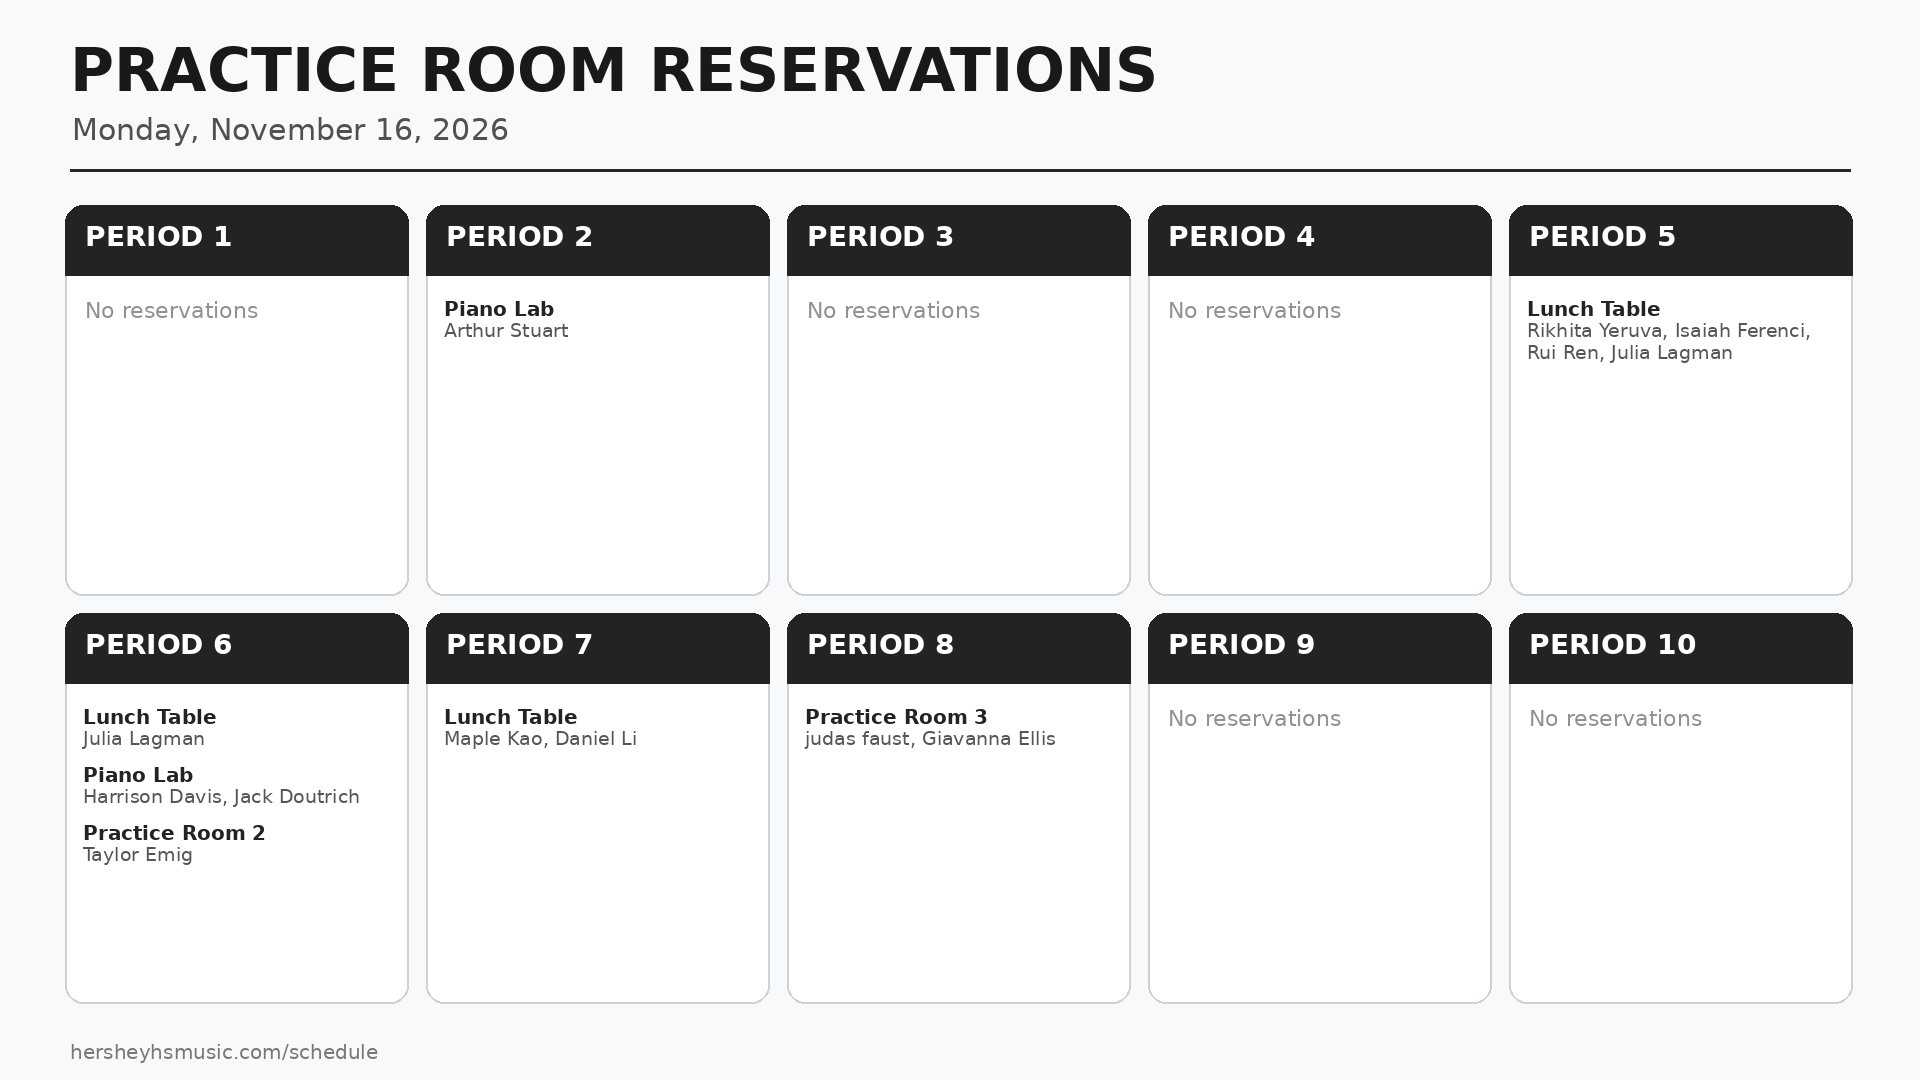 PRACTICE ROOM RESERVATIONS
Monday, November 16, 2026
PERIOD 1
No reservations
PERIOD 2
Piano Lab
Arthur Stuart
PERIOD 3
No reservations
PERIOD 4
No reservations
PERIOD 5
Lunch Table
Rikhita Yeruva, Isaiah Ferenci,
Rui Ren, Julia Lagman
PERIOD 6
Lunch Table
Julia Lagman
Piano Lab
Harrison Davis, Jack Doutrich
Practice Room 2
Taylor Emig
PERIOD 7
Lunch Table
Maple Kao, Daniel Li
PERIOD 8
Practice Room 3
judas faust, Giavanna Ellis
PERIOD 9
No reservations
PERIOD 10
No reservations
hersheyhsmusic.com/schedule